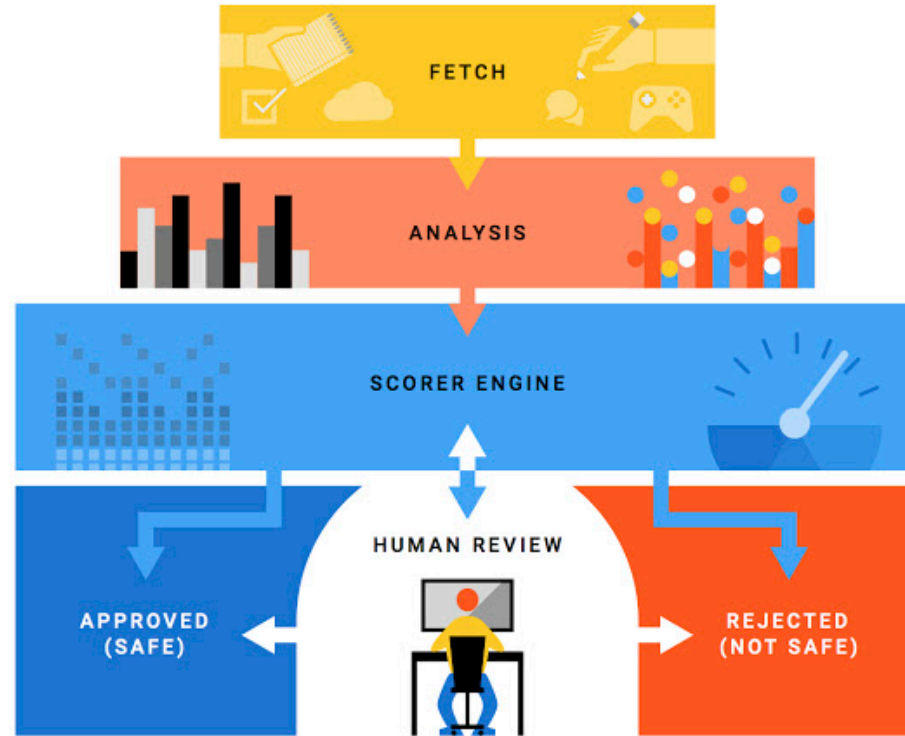 FETCH
ANALYSIS
SCORER ENGINE
HUMAN REVIEW
APPROVED
(SAFE)
REJECTED
(NOT SAFE)